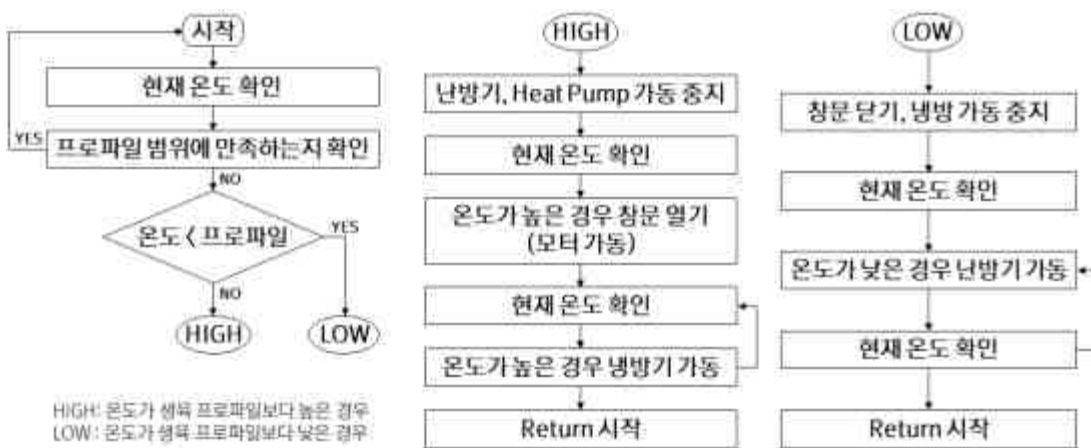 시작
현재 온도 확인
YES
프로파일 범위에 만족하는지 확인
NO
온도 < 프로파일
YES
NO
HIGH
LOW
HIGH: 온도가 생육 프로파일보다 높은 경우
LOW: 온도가 생육 프로파일보다 낮은 경우
HIGH
난방기, Heat Pump 가동 중지
현재 온도 확인
온도가 높은 경우 창문 열기
(모터 가동)
현재 온도 확인
온도가 높은 경우 냉방기 가동
Return 시작
LOW
창문 닫기, 냉방 가동 중지
현재 온도 확인
온도가 낮은 경우 난방기 가동
현재 온도 확인
Return 시작